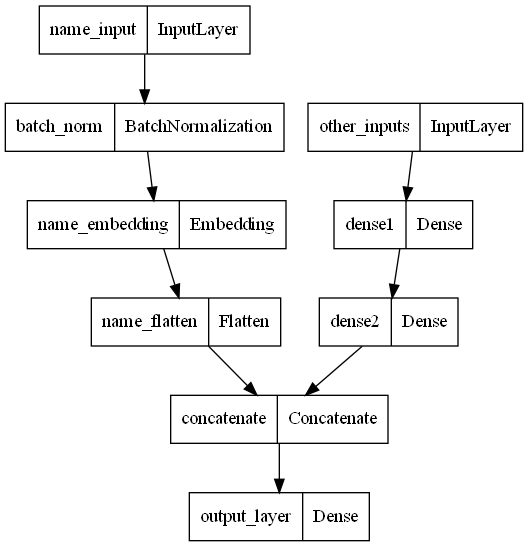 name_input InputLayer
batch_norm BatchNormalization
other_inputs InputLayer
name_embedding Embedding
dense1 Dense
name_flatten Flatten
dense2 Dense
concatenate Concatenate
output_layer Dense